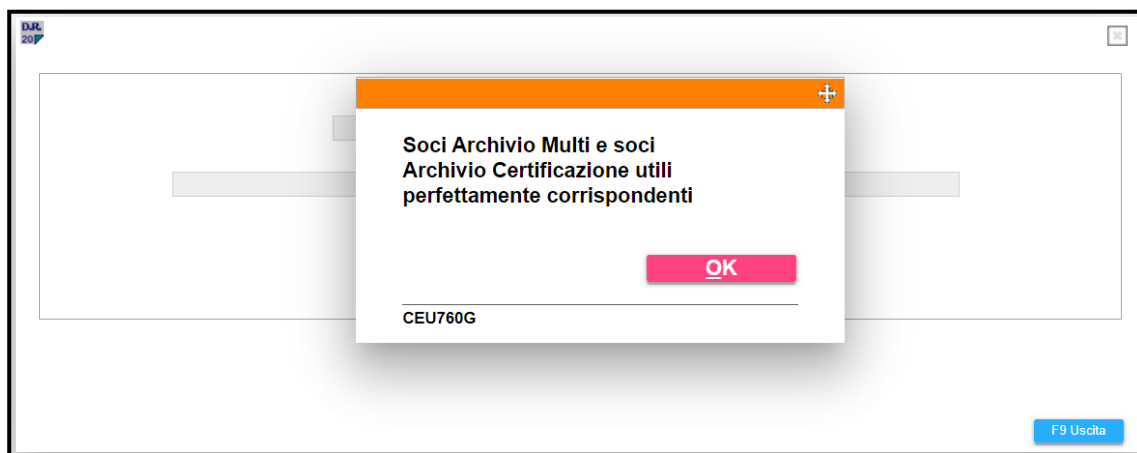 D.R.
20
Soci Archivio Multi e soci
Archivio Certificazione utili
perfettamente corrispondenti
OK
CEU760G
F9 Uscita